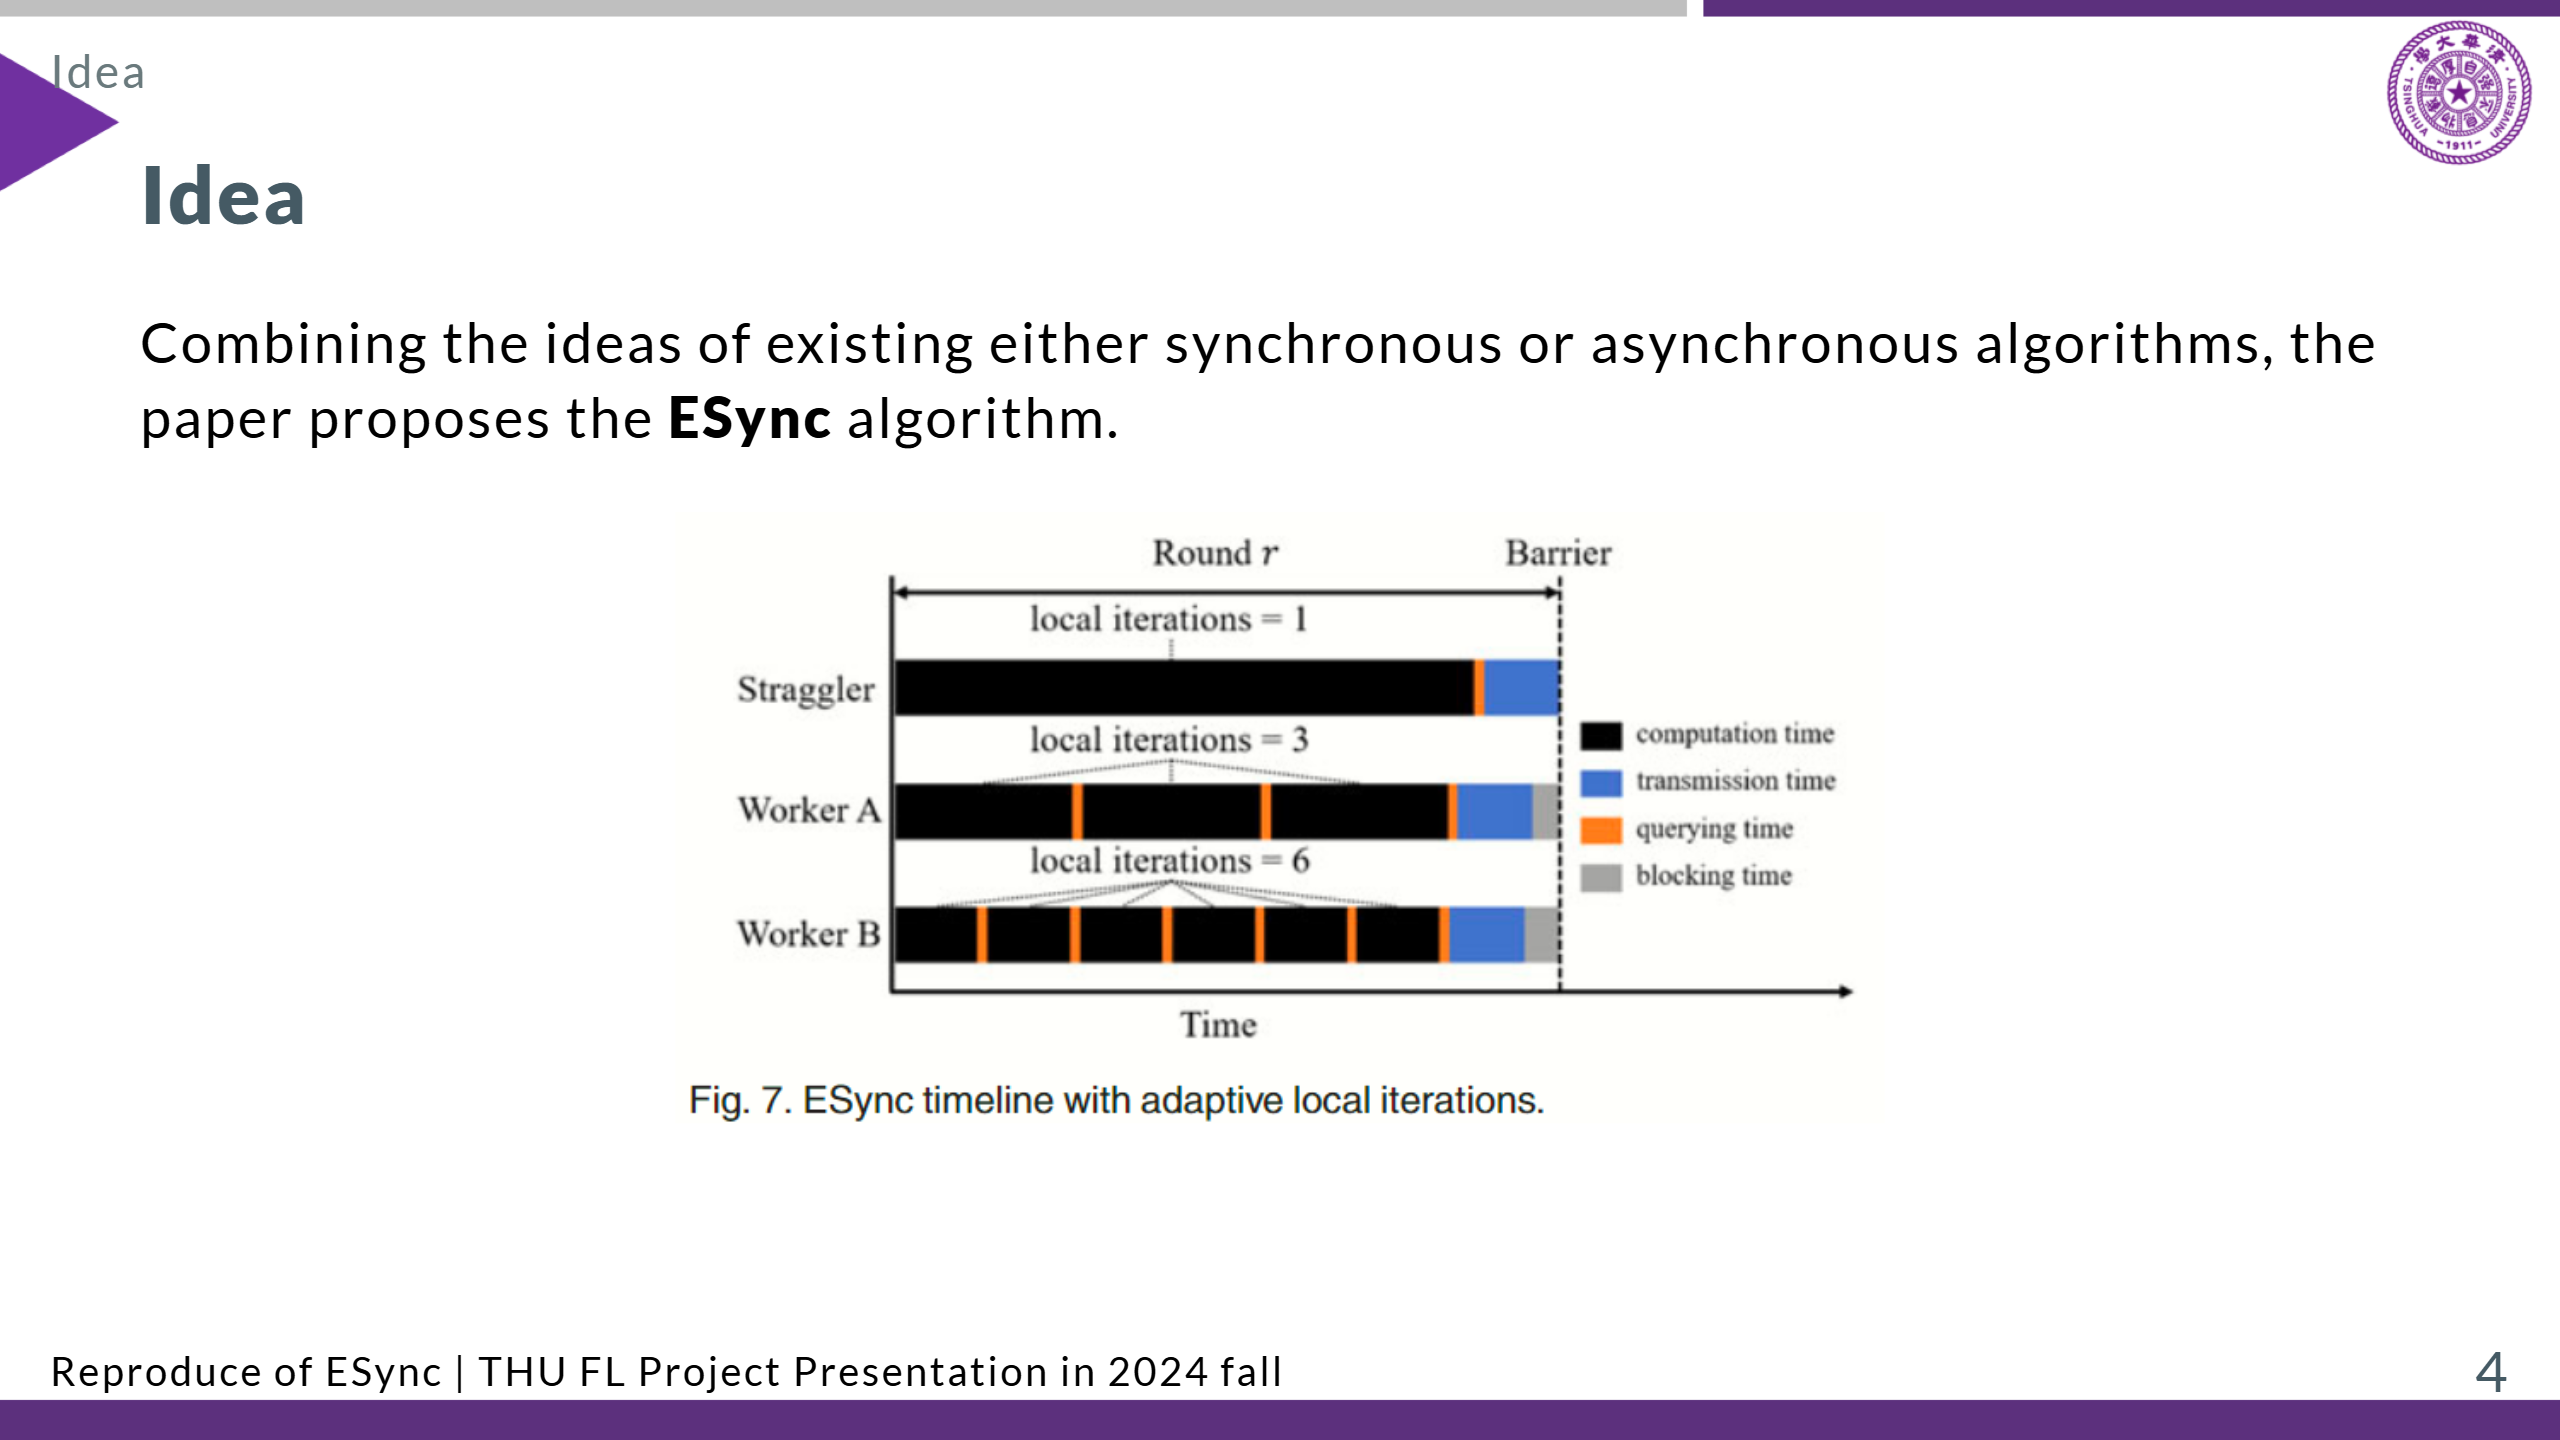 Idea
Idea
Combining the ideas of existing either synchronous or asynchronous algorithms, the
paper proposes the ESync algorithm.
Round r
Barrier
local iterations = 1
Straggler
local iterations = 3
Worker A
local iterations = 6
Worker B
computation time
transmission time
querying time
blocking time
Time
Fig. 7. ESync timeline with adaptive local iterations.
Reproduce of ESync | THU FL Project Presentation in 2024 fall
4
TSINGHUA UNIVERSITY
-1911-